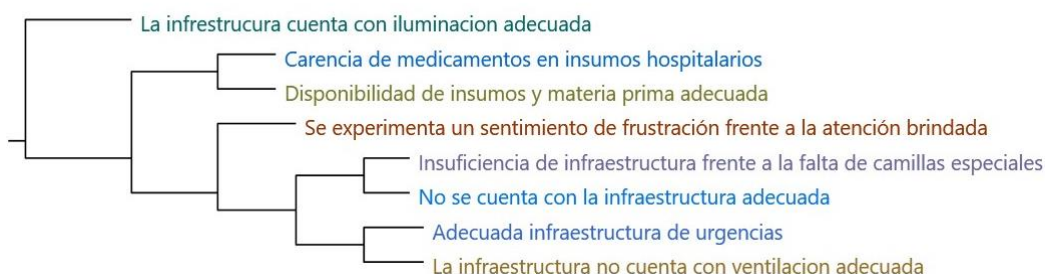 La infrestrucura cuenta con iluminacion adecuada
Carencia de medicamentos en insumos hospitalarios
Disponibilidad de insumos y materia prima adecuada
Se experimenta un sentimiento de frustración frente a la atención brindada
Insuficiencia de infraestructura frente a la falta de camillas especiales
No se cuenta con la infraestructura adecuada
Adecuada infraestructura de urgencias
La infraestructura no cuenta con ventilacion adecuada